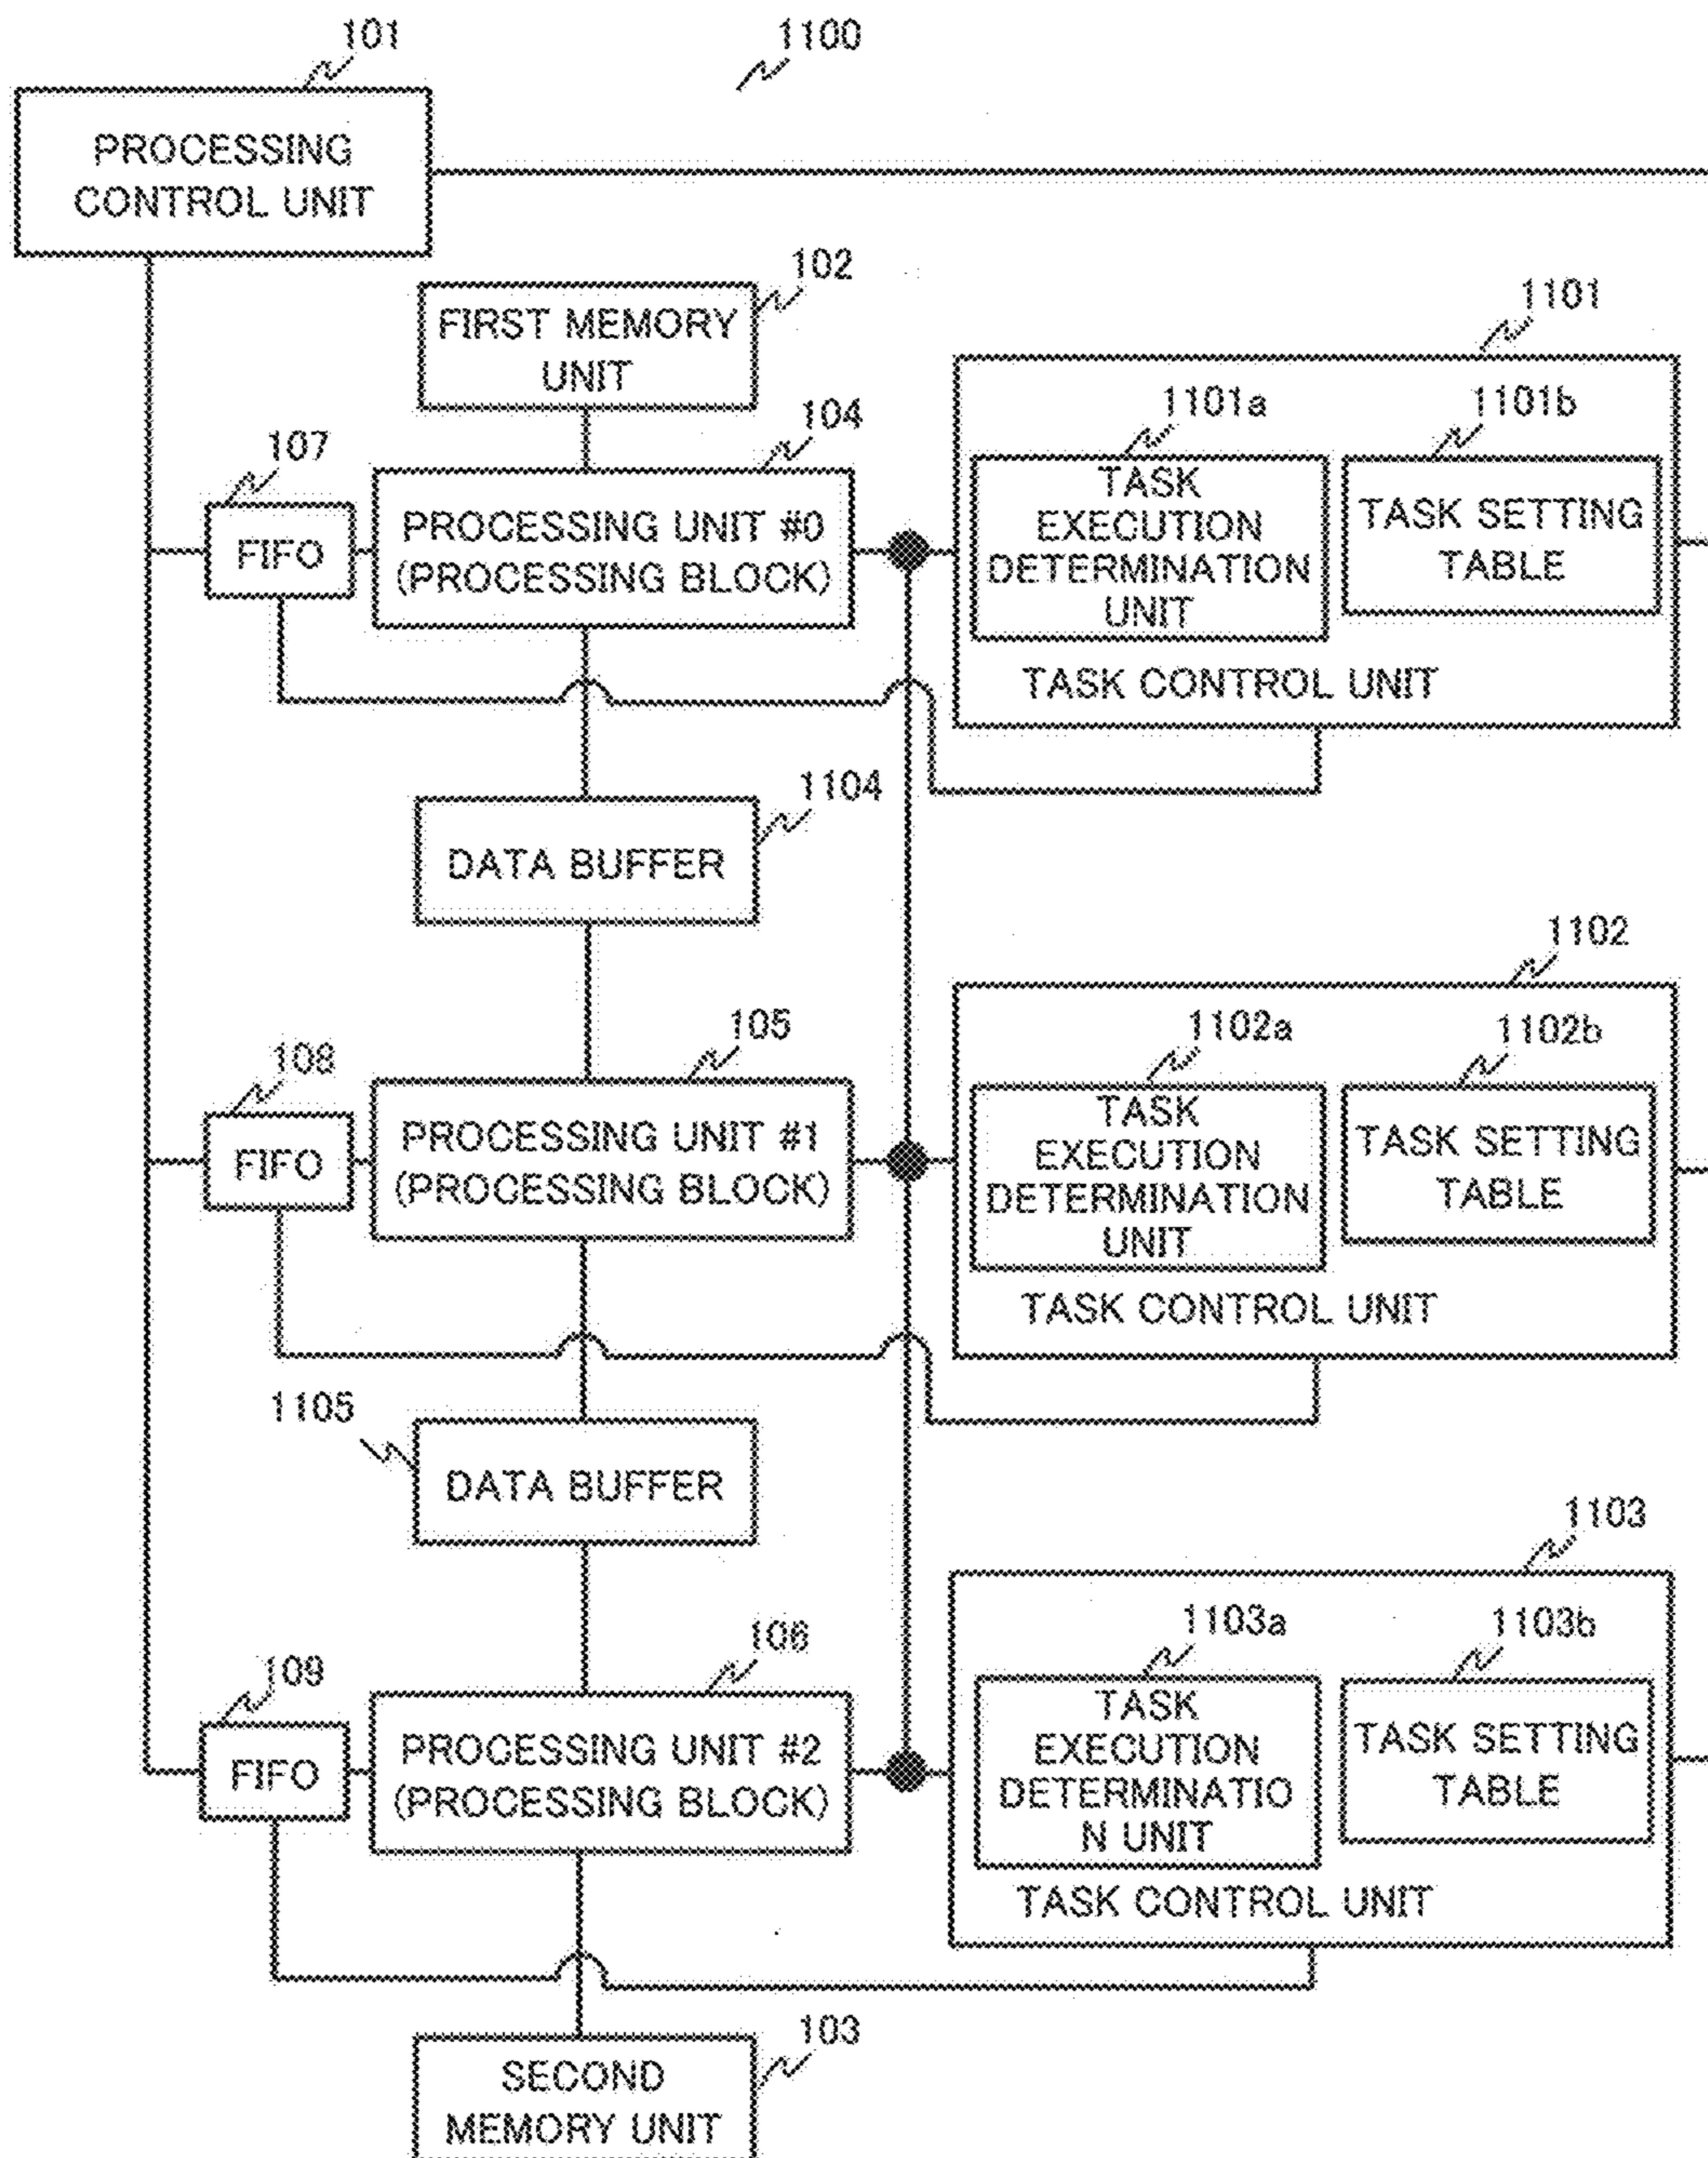 101
1100
PROCESSING
CONTROL UNIT
102
FIRST MEMORY
UNIT
1101
1101a
1101b
104
107
FIFO
PROCESSING UNIT #0
(PROCESSING BLOCK)
TASK
EXECUTION
DETERMINATION
UNIT
TASK SETTING
TABLE
TASK CONTROL UNIT
1104
DATA BUFFER
1102
1102a
1102b
105
108
FIFO
PROCESSING UNIT #1
(PROCESSING BLOCK)
TASK
EXECUTION
DETERMINATION
UNIT
TASK SETTING
TABLE
TASK CONTROL UNIT
1105
DATA BUFFER
1103
1103a
1103b
106
109
FIFO
PROCESSING UNIT #2
(PROCESSING BLOCK)
TASK
EXECUTION
DETERMINATIO
N UNIT
TASK SETTING
TABLE
TASK CONTROL UNIT
103
SECOND
MEMORY UNIT